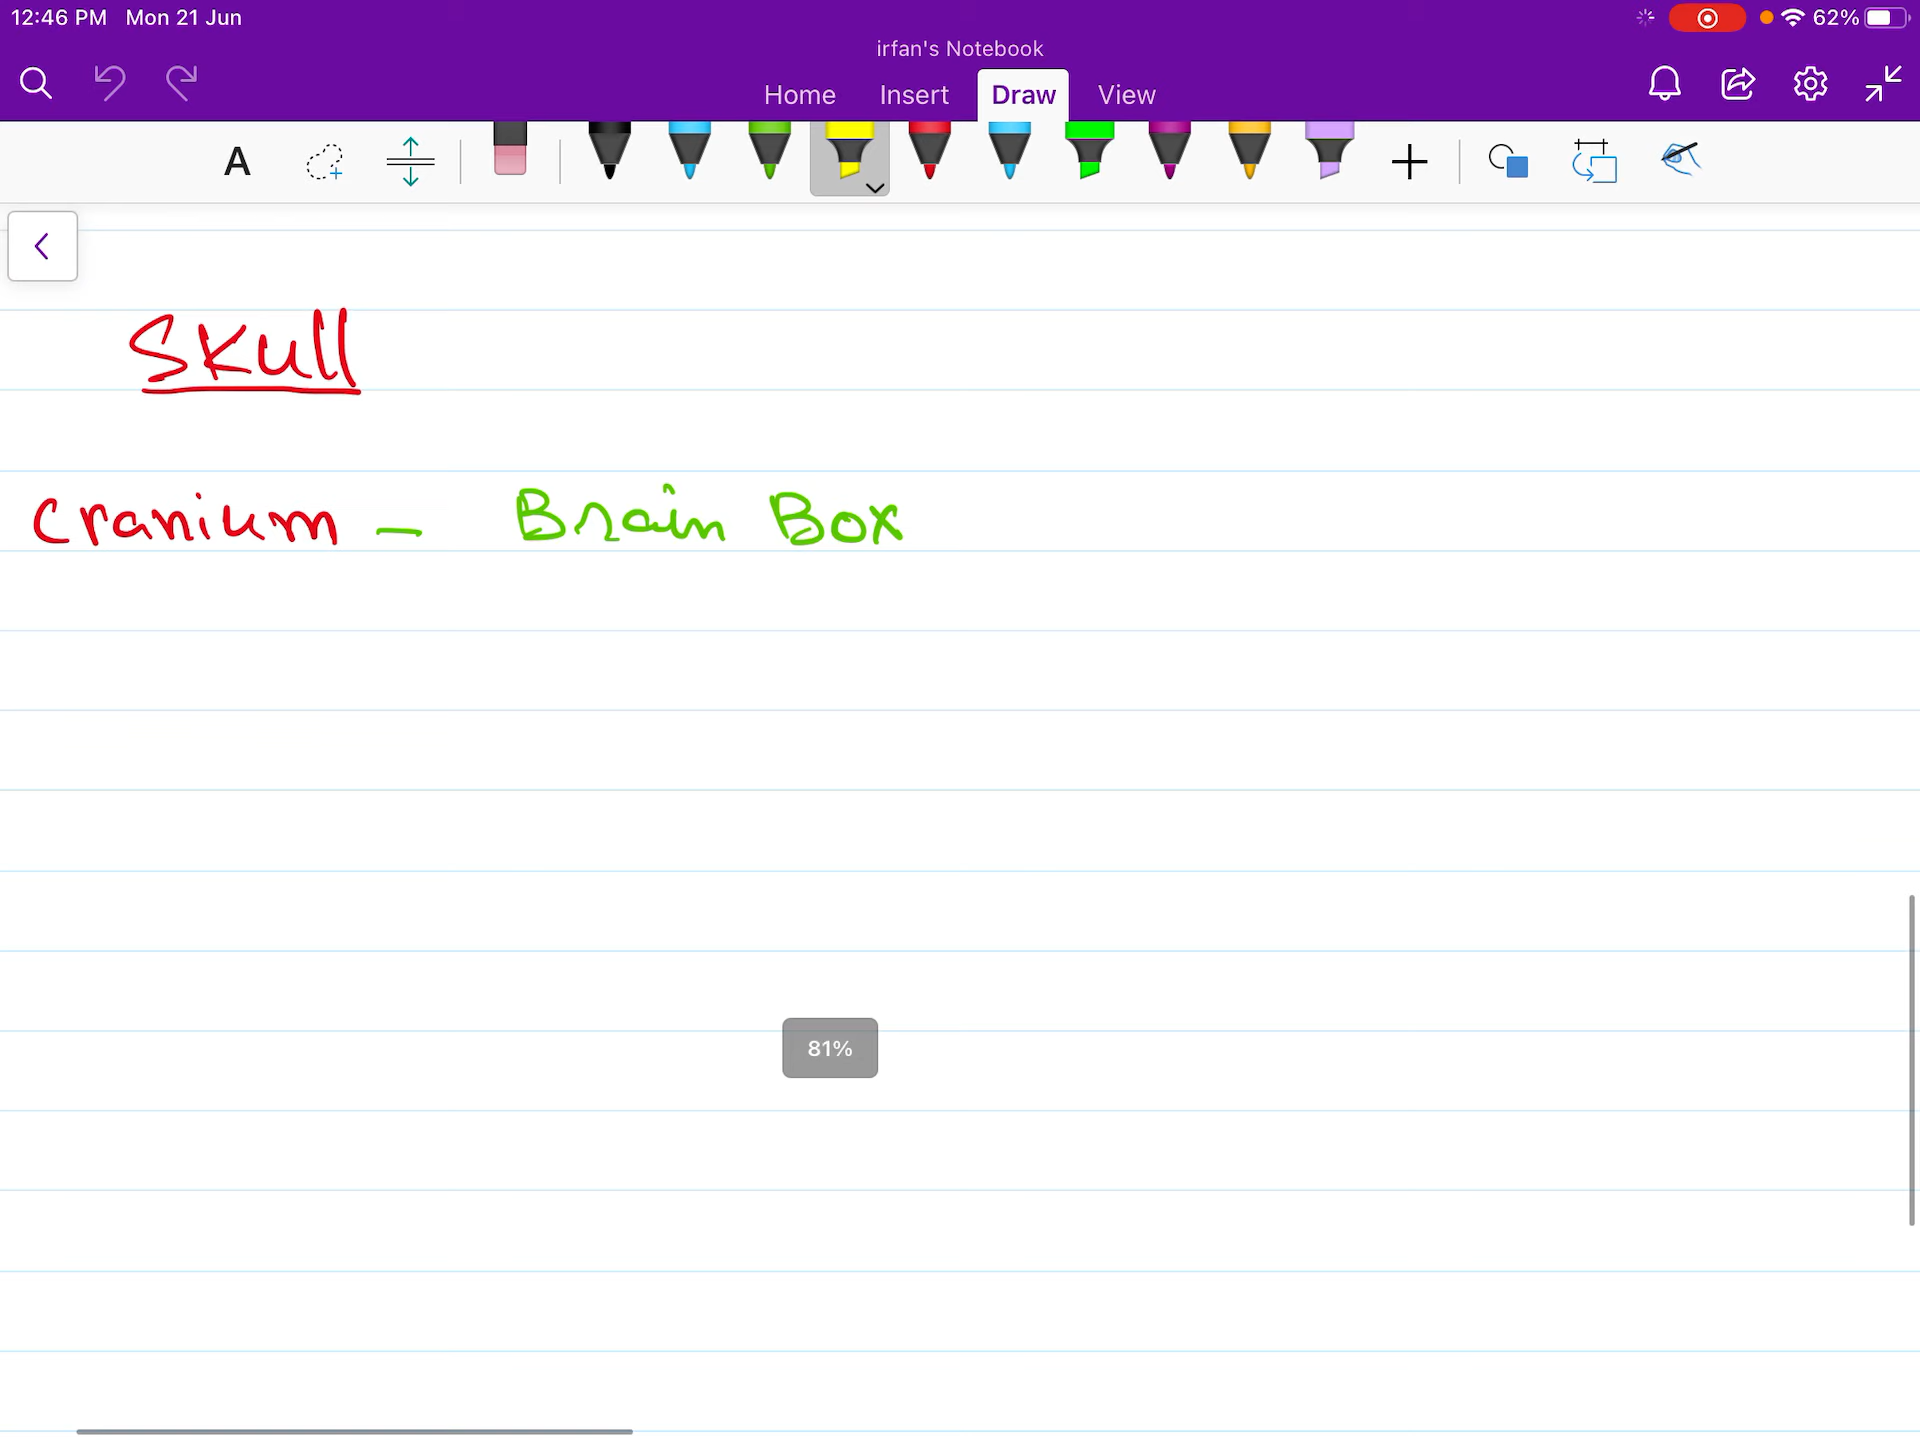 12:46 PM Mon 21 Jun 62%
irfan's Notebook
Home Insert Draw View
A
Skull
Cranium - Brain Box
81%